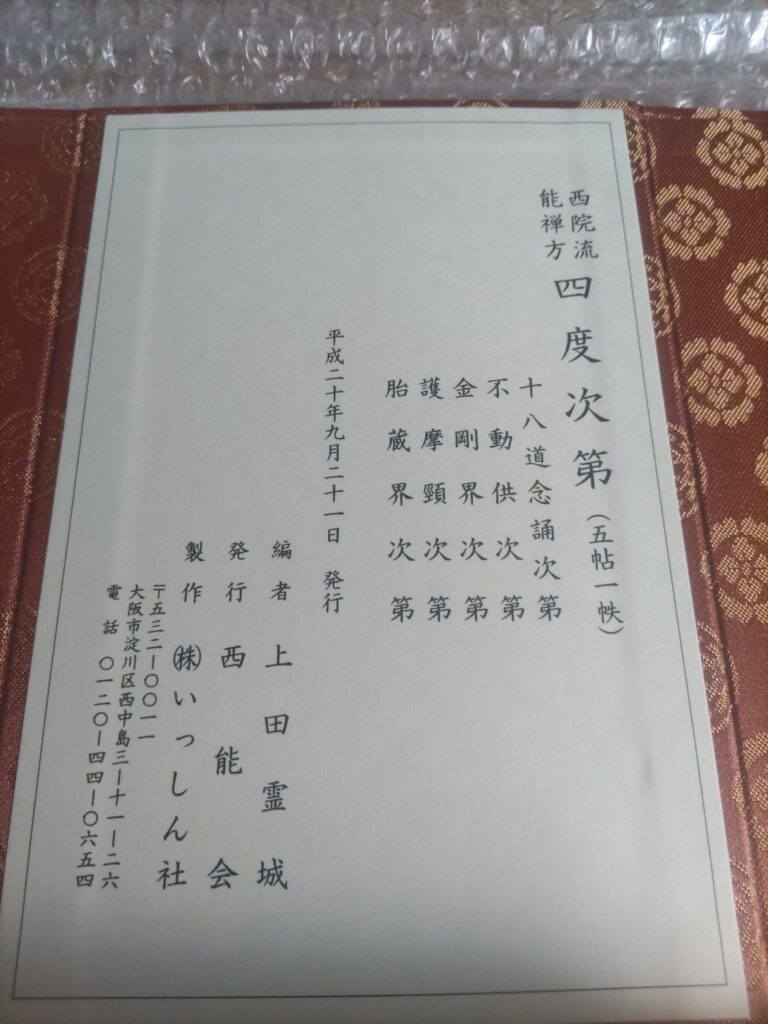 西院流
能禅方
四度次第（五帖一帙）
十八道念誦次第
不動供次第
金剛界次第
護摩頸次第
胎蔵界次第
平成二十年九月二十一日　発行
編者　上田霊城
発行　西能会
製作　㈱いっしん社
〒五三二―〇〇一一
大阪市淀川区西中島三―十一―二六
電話　〇一二〇―四四―〇六五四